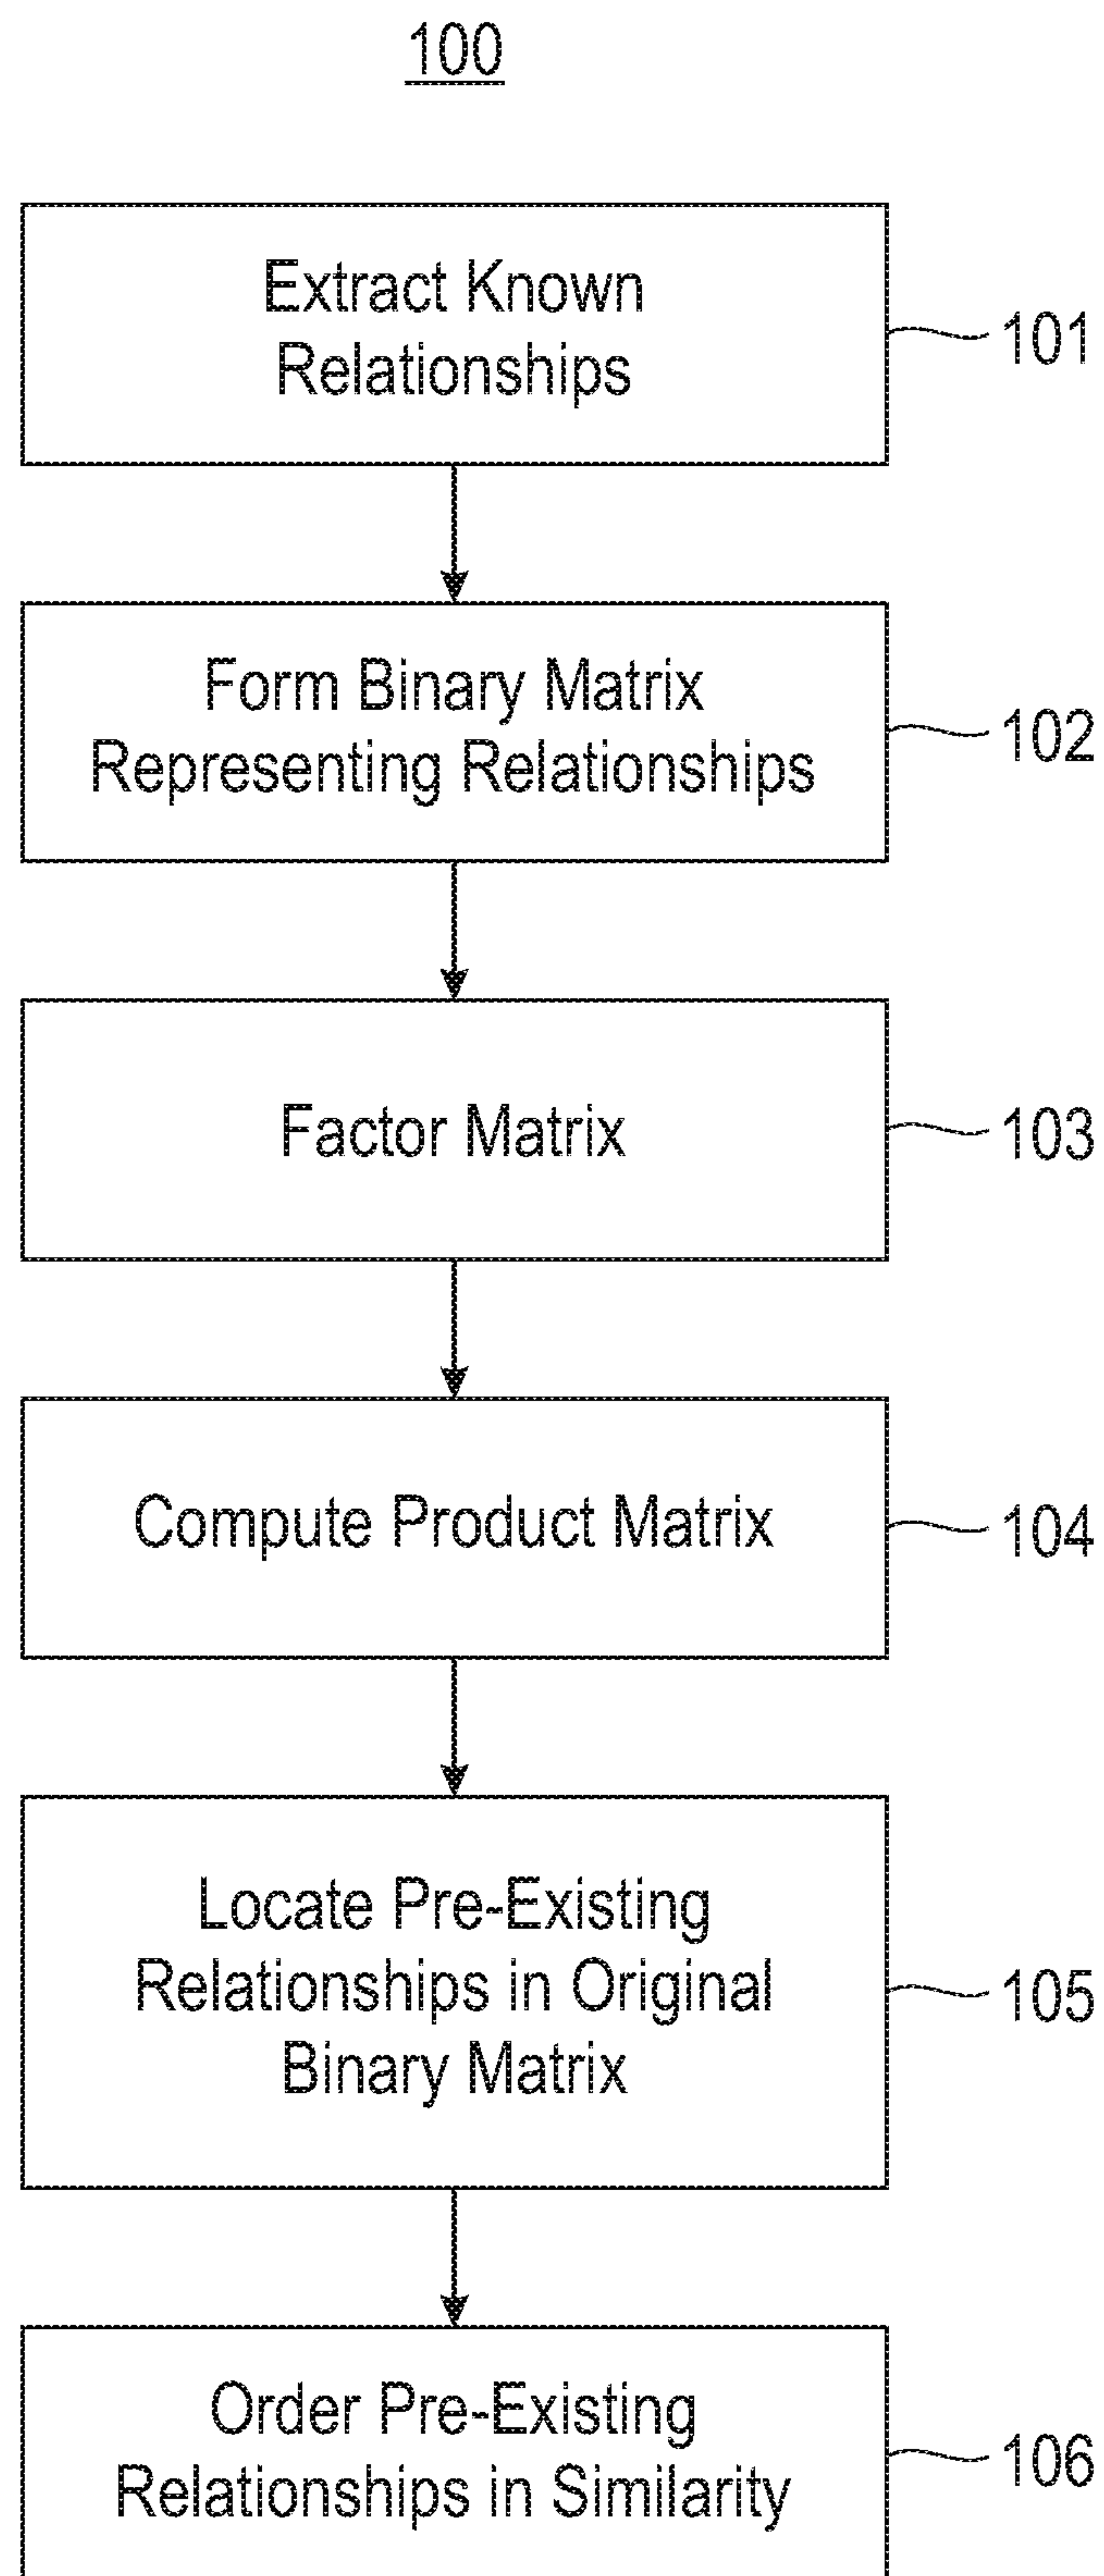 100
Extract Known
Relationships
101
Form Binary Matrix
Representing Relationships
102
Factor Matrix
103
Compute Product Matrix
104
Locate Pre-Existing
Relationships in Original
Binary Matrix
105
Order Pre-Existing
Relationships in Similarity
106